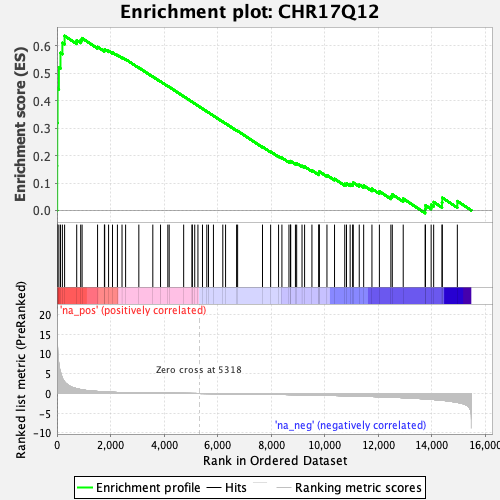 Enrichment plot: CHR17Q12
Enrichment score (ES)
0.6
0.5
0.4
0.3
0.2
0.1
0.0
'na_pos' (positively correlated)
Ranked list metric (PreRanked)
20
15
10
5
0
-5
-10
Zero cross at 5318
'na_neg' (negatively correlated)
0
2,000
4,000
6,000
8,000
10,000
12,000
14,000
16,000
Rank in Ordered Dataset
Enrichment profile
Hits
Ranking metric scores